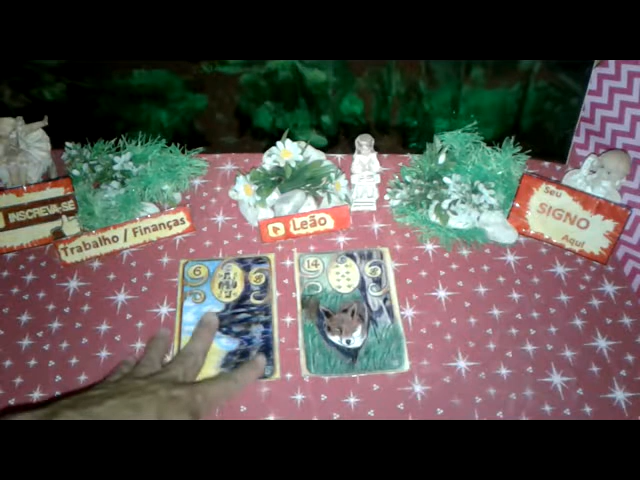 INSCREVA-SE
Trabalho / Finanças
Leão
Seu
SIGNO
Aqui
6
14